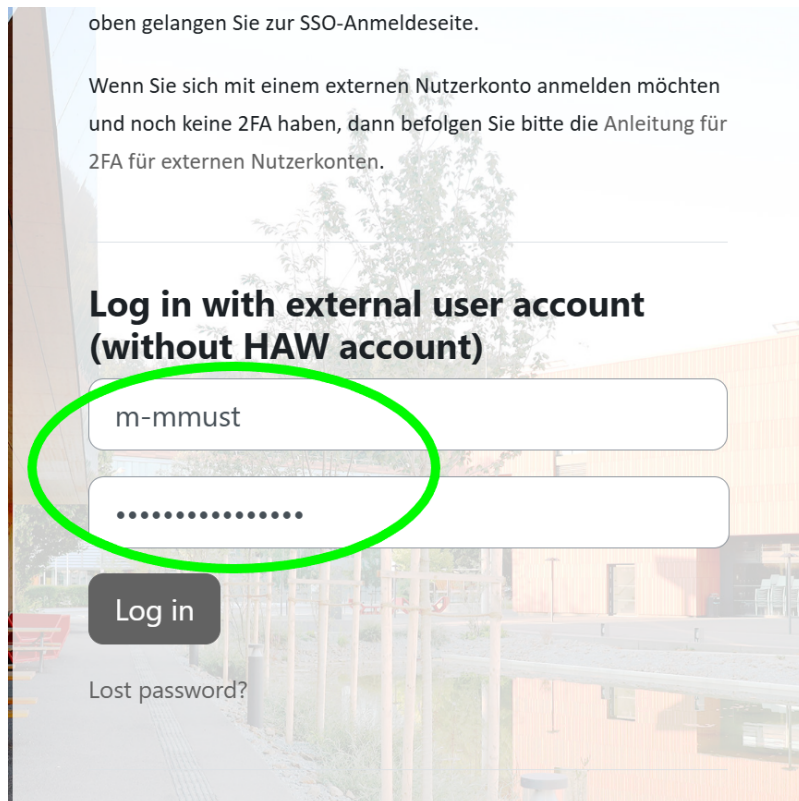 oben gelangen Sie zur SSO-Anmeldeseite.
Wenn Sie sich mit einem externen Nutzerkonto anmelden möchten
und noch keine 2FA haben, dann befolgen Sie bitte die Anleitung für
2FA für externen Nutzerkonten.
Log in with external user account
(without HAW account)
m-mmust
••••••••••••••••
Log in
Lost password?